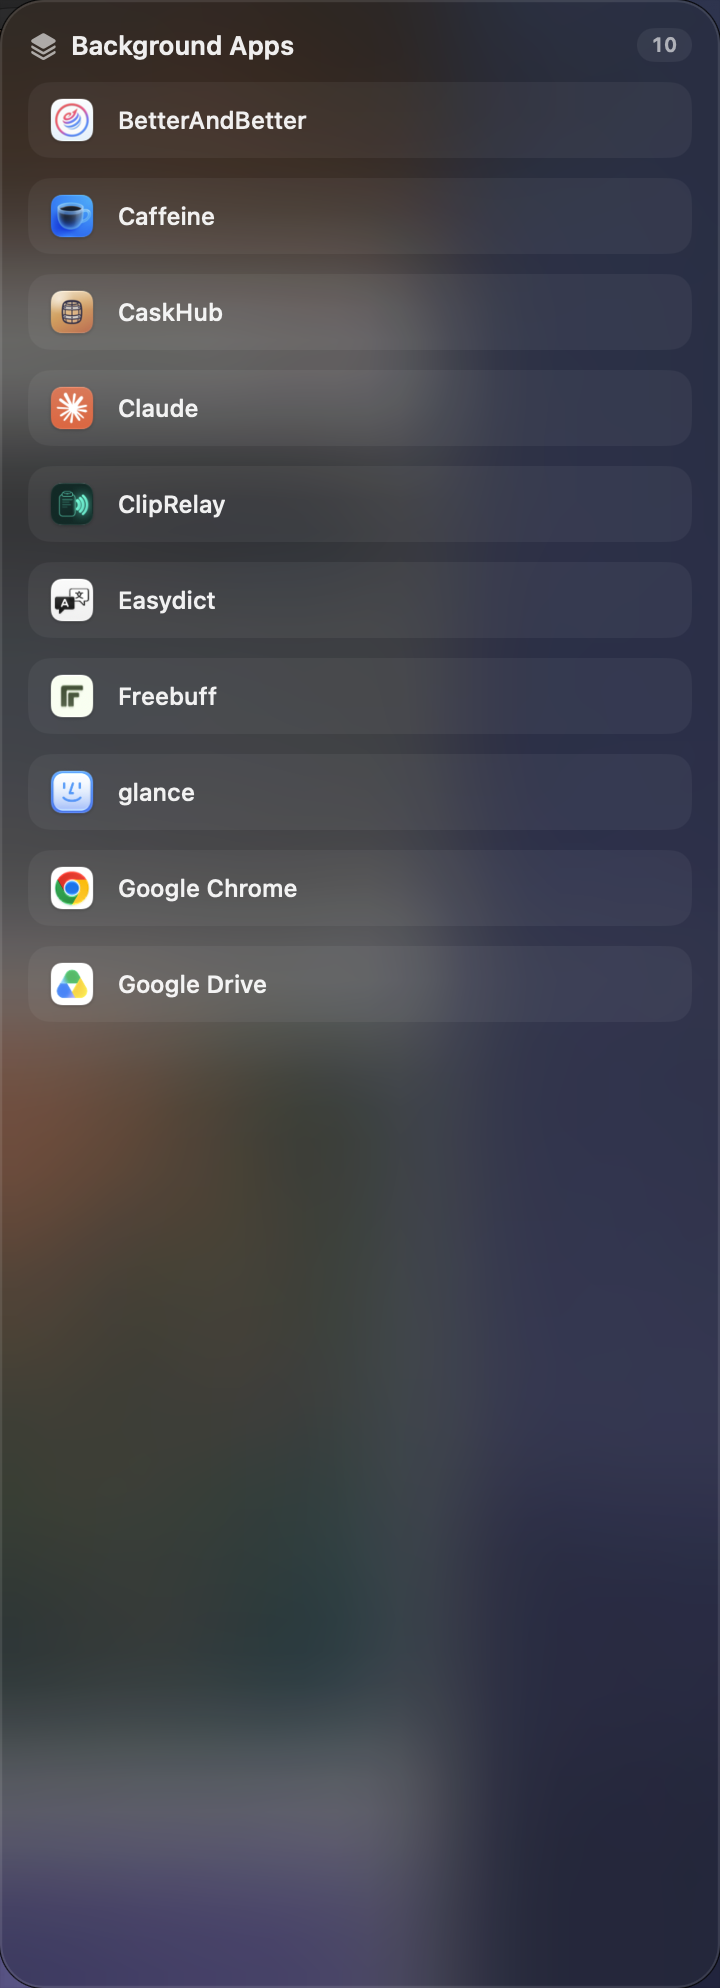 Background Apps
10
BetterAndBetter
Caffeine
CaskHub
Claude
ClipRelay
Easydict
Freebuff
glance
Google Chrome
Google Drive